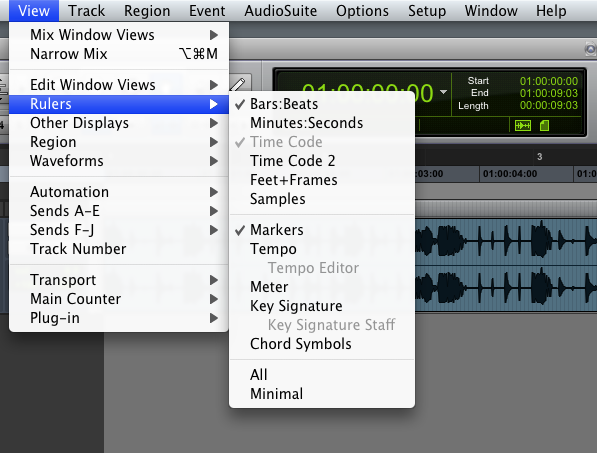 View Track Region Event AudioSuite Options Setup Window Help
Mix Window Views
Narrow Mix ⌥⌘M
Edit Window Views
Rulers
Other Displays
Region
Waveforms
Automation
Sends A-E
Sends F-J
Track Number
Transport
Main Counter
Plug-in
Bars:Beats
Minutes:Seconds
Time Code
Time Code 2
Feet+Frames
Samples
Markers
Tempo
Tempo Editor
Meter
Key Signature
Key Signature Staff
Chord Symbols
All
Minimal
01:00:00:00
Start 01:00:00:00
End 01:00:09:03
Length 00:00:09:03
3
:03:00 01:00:04:00 01:0
4